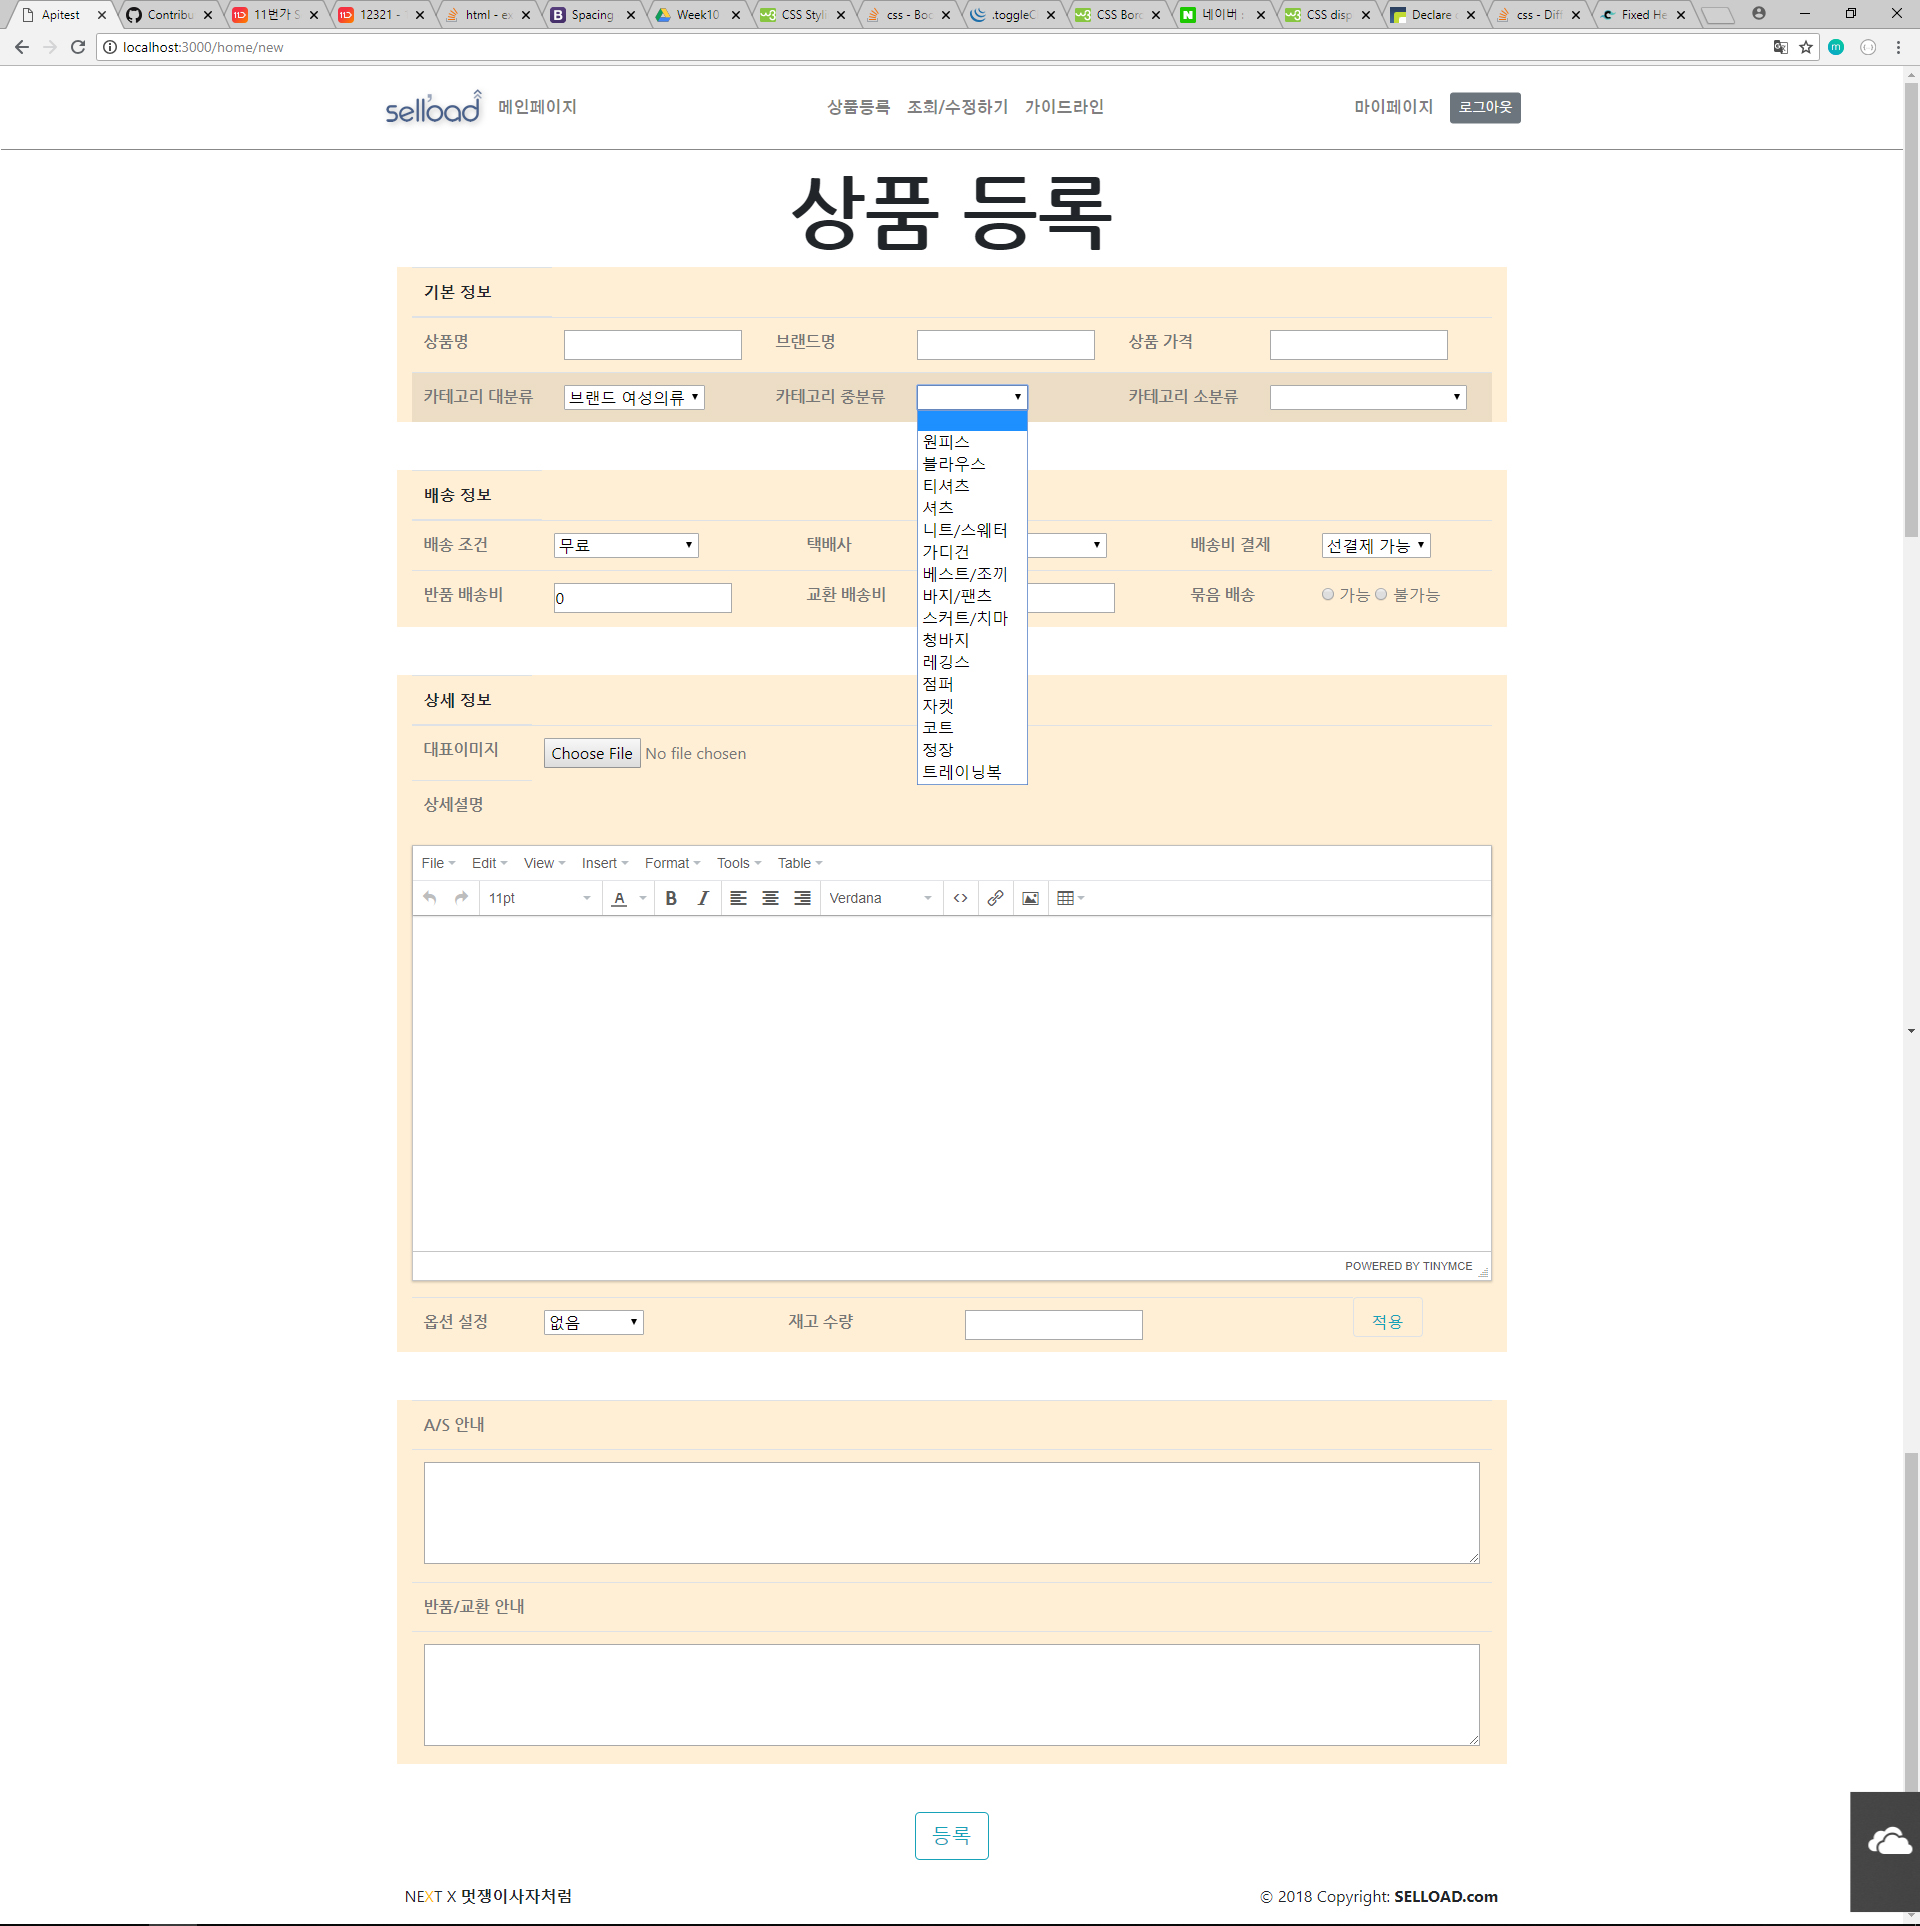 Apitest
Contribu
11번가 S
12321 -
html - ex
Spacing
Week10
CSS Styli
css - Boo
.toggleC
CSS Bord
네이버 :
CSS disp
Declare
css - Diff
Fixed He
localhost:3000/home/new
sell'oad 메인페이지 상품등록 조회/수정하기 가이드라인 마이페이지 로그아웃
상품 등록
기본 정보
상품명 브랜드명 상품 가격
카테고리 대분류 브랜드 여성의류 카테고리 중분류 카테고리 소분류
원피스
블라우스
티셔츠
셔츠
니트/스웨터
가디건
베스트/조끼
바지/팬츠
스커트/치마
청바지
레깅스
점퍼
자켓
코트
정장
트레이닝복
배송 정보
배송 조건 무료 택배사 배송비 결제 선결제 가능
반품 배송비 0 교환 배송비 묶음 배송 가능 불가능
상세 정보
대표이미지 Choose File No file chosen
상세설명
File Edit View Insert Format Tools Table
11pt A B I Verdana
POWERED BY TINYMCE
옵션 설정 없음 재고 수량 적용
A/S 안내
반품/교환 안내
등록
NEXT X 멋쟁이사자처럼 © 2018 Copyright: SELLOAD.com